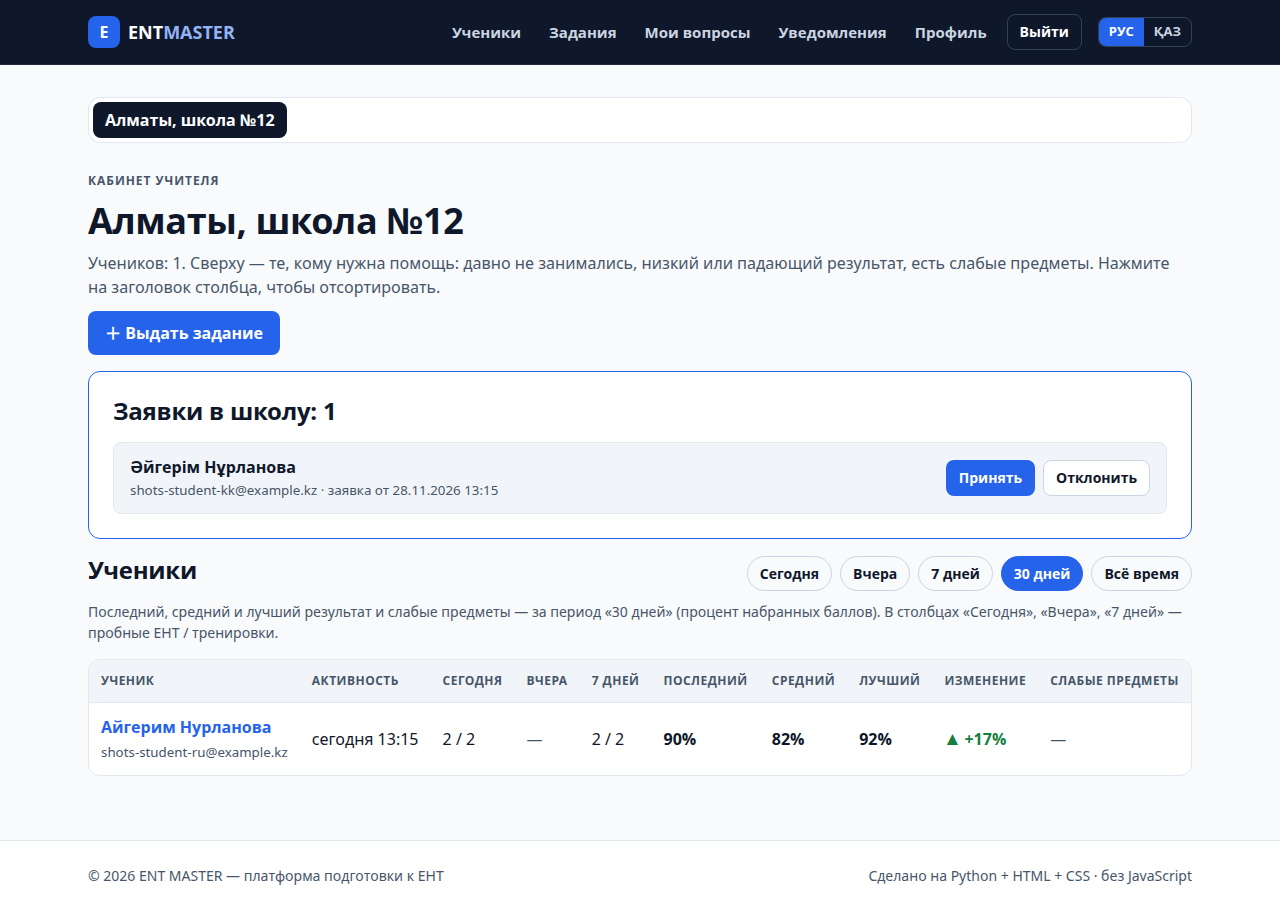 E ENTMASTER Ученики Задания Мои вопросы Уведомления Профиль Выйти РУС ҚАЗ
Алматы, школа №12
КАБИНЕТ УЧИТЕЛЯ
Алматы, школа №12
Учеников: 1. Сверху — те, кому нужна помощь: давно не занимались, низкий или падающий результат, есть слабые предметы. Нажмите
на заголовок столбца, чтобы отсортировать.
+ Выдать задание
Заявки в школу: 1
Әйгерім Нұрланова
shots-student-kk@example.kz · заявка от 28.11.2026 13:15
Принять Отклонить
Ученики Сегодня Вчера 7 дней 30 дней Всё время
Последний, средний и лучший результат и слабые предметы — за период «30 дней» (процент набранных баллов). В столбцах «Сегодня», «Вчера», «7 дней» —
пробные ЕНТ / тренировки.
УЧЕНИК АКТИВНОСТЬ СЕГОДНЯ ВЧЕРА 7 ДНЕЙ ПОСЛЕДНИЙ СРЕДНИЙ ЛУЧШИЙ ИЗМЕНЕНИЕ СЛАБЫЕ ПРЕДМЕТЫ
Айгерим Нурланова
shots-student-ru@example.kz
сегодня 13:15 2 / 2 — 2 / 2 90% 82% 92% ▲ +17% —
© 2026 ENT MASTER — платформа подготовки к ЕНТ
Сделано на Python + HTML + CSS · без JavaScript